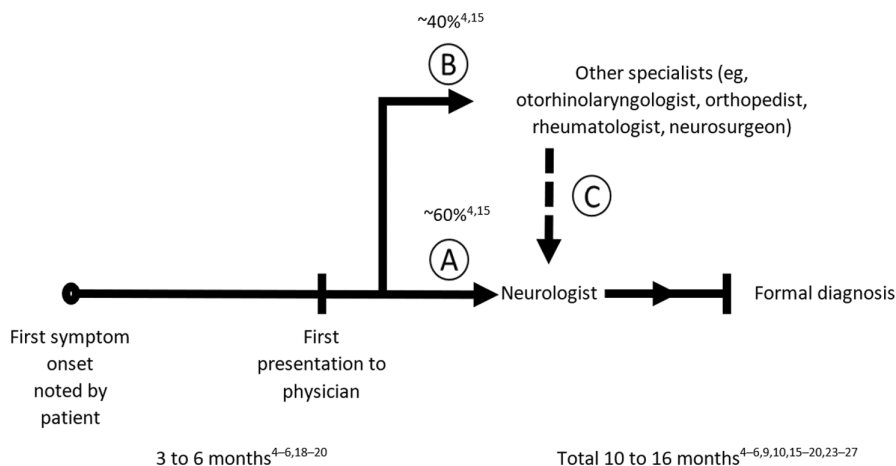 ~40%4,15
B
Other specialists (eg,
otorhinolaryngologist, orthopedist,
rheumatologist, neurosurgeon)
C
~60%4,15
A
Neurologist
Formal diagnosis
First symptom
onset
noted by
patient
First
presentation to
physician
3 to 6 months4–6,18–20
Total 10 to 16 months4–6,9,10,15–20,23–27